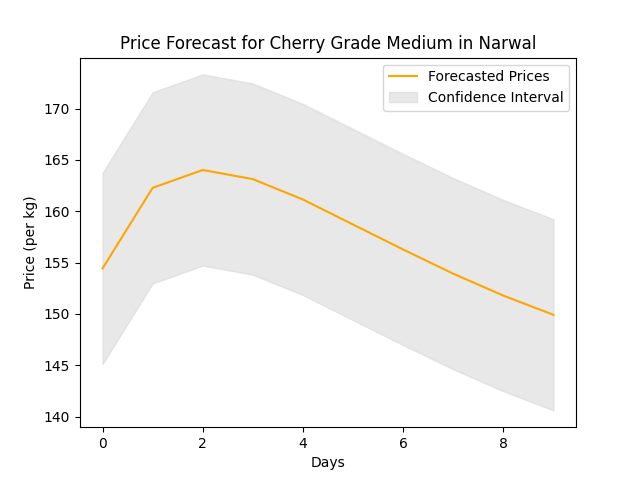 Price Forecast for Cherry Grade Medium in Narwal
Forecasted Prices
Confidence Interval
Price (per kg)
170
165
160
155
150
145
140
0 2 4 6 8
Days